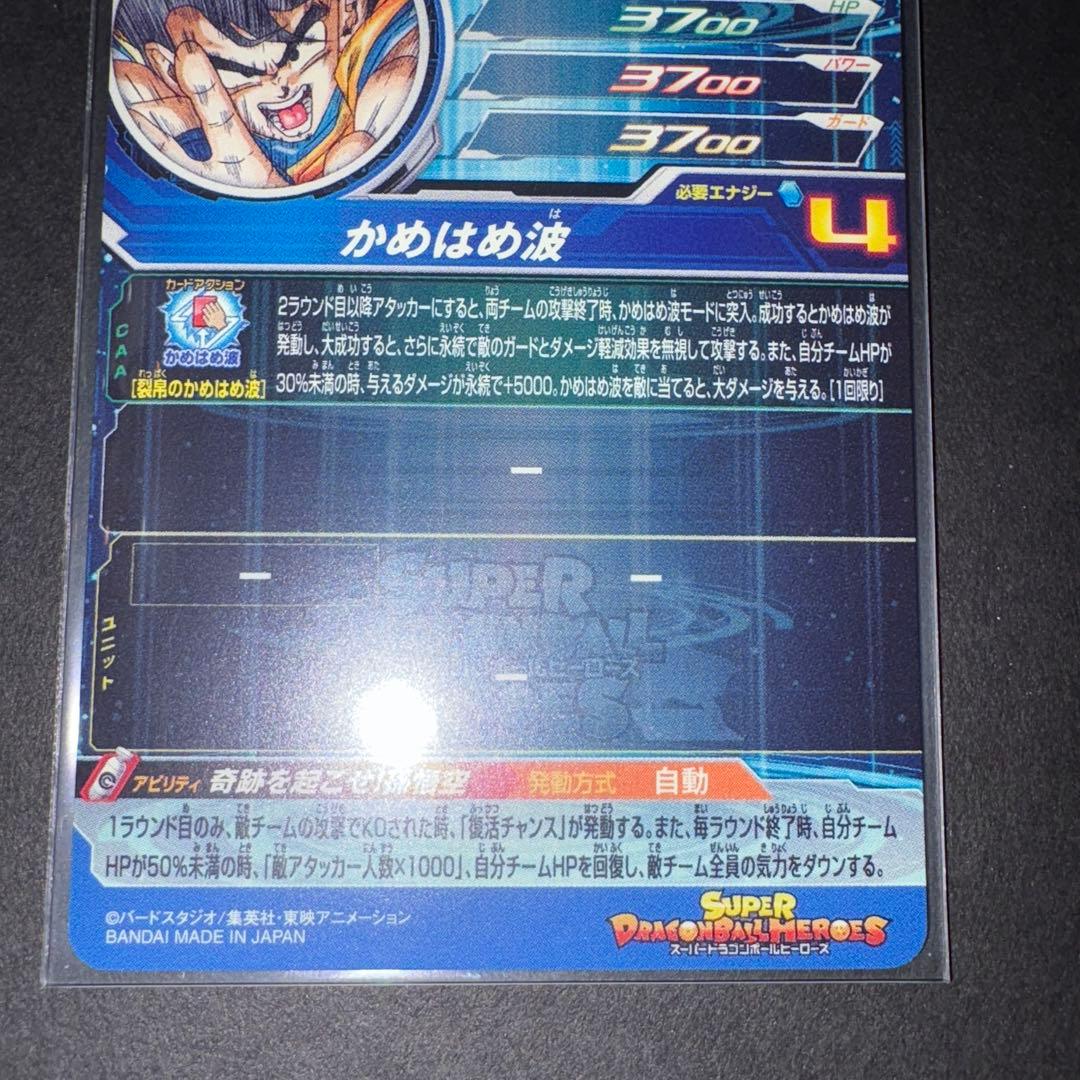 HP
3700
パワー
3700
ガード
3700
必要エナジー 4
かめはめ波
は
CAA
カードアクション
かめはめ波
[裂帛のかめはめ波]
2ラウンド目以降アタッカーにすると、両チームの攻撃終了時、かめはめ波モードに突入。成功するとかめはめ波が
発動し、大成功すると、さらに永続で敵のガードとダメージ軽減効果を無視して攻撃する。また、自分チームHPが
30%未満の時、与えるダメージが永続で+5000。かめはめ波を敵に当てると、大ダメージを与える。[1回限り]
ー
ユニット
ー ー
ー
SUPER
アビリティ 奇跡を起こせ!孫悟空 発動方式 自動
1ラウンド目のみ、敵チームの攻撃でKOされた時、「復活チャンス」が発動する。また、毎ラウンド終了時、自分チーム
HPが50%未満の時、「敵アタッカー人数×1000」、自分チームHPを回復し、敵チーム全員の気力をダウンする。
©バードスタジオ/集英社・東映アニメーション
BANDAI MADE IN JAPAN
SUPER
DRAGONBALL HEROES
スーパードラゴンボールヒーローズ